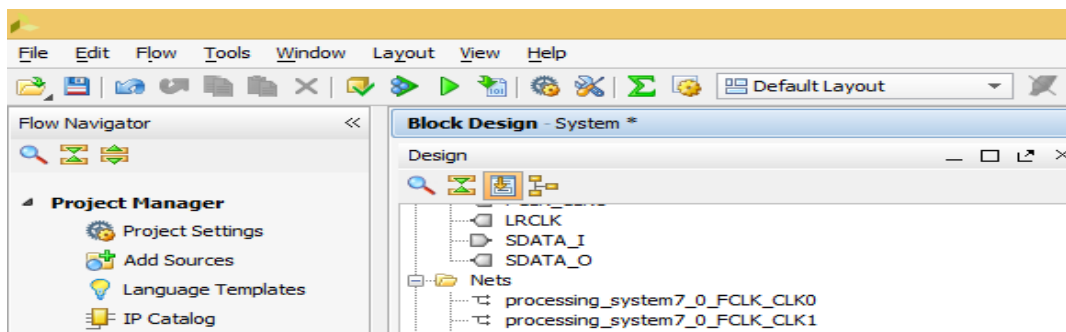 File Edit Flow Tools Window Layout View Help
Default Layout
Flow Navigator
Block Design - System *
Design
Project Manager
Project Settings
Add Sources
Language Templates
IP Catalog
LRCLK
SDATA_I
SDATA_O
Nets
processing_system7_0_FCLK_CLK0
processing_system7_0_FCLK_CLK1